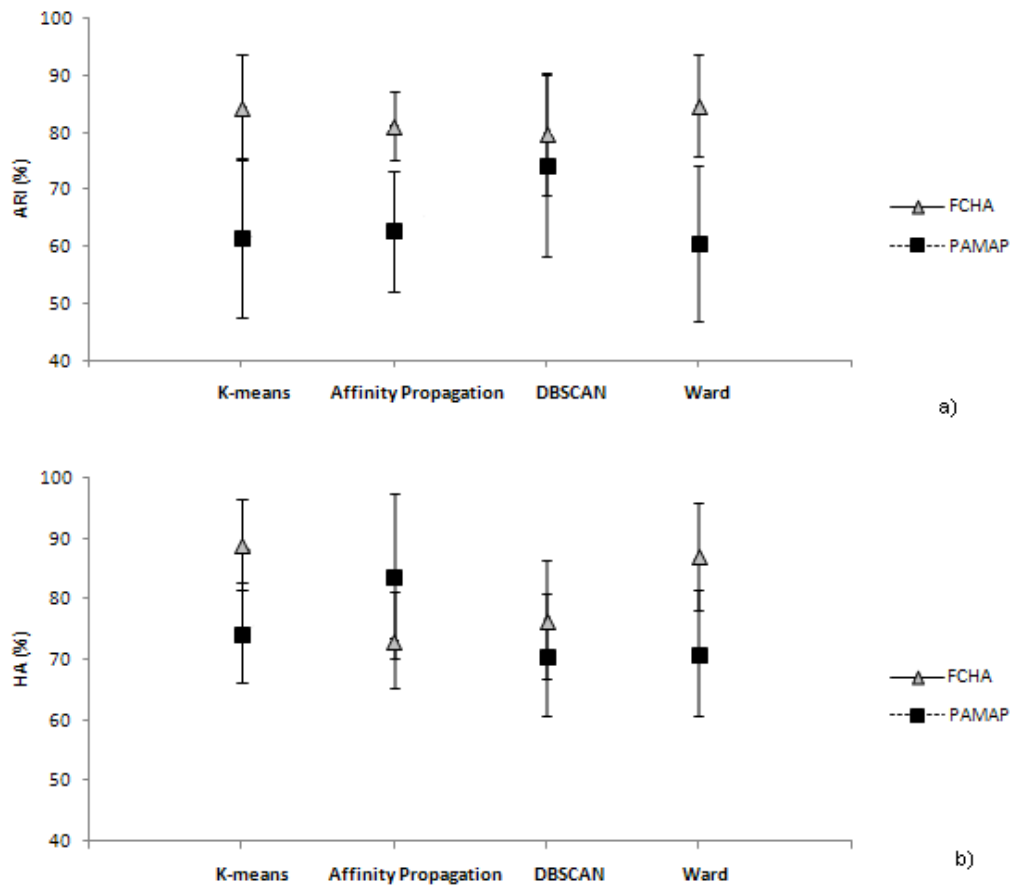 100
90
80
70
60
50
40
ARI (%)
K-means Affinity Propagation DBSCAN Ward
FCHA
PAMAP
a)
100
90
80
70
60
50
40
HA (%)
K-means Affinity Propagation DBSCAN Ward
FCHA
PAMAP
b)